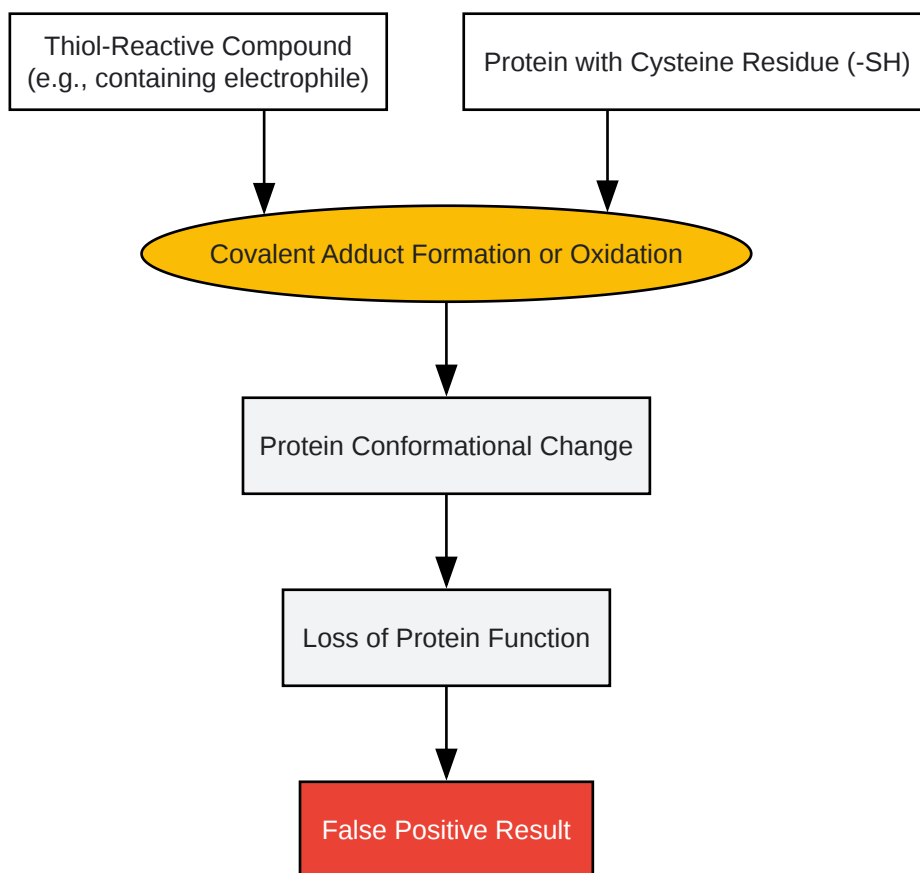 Thiol-Reactive Compound
(e.g., containing electrophile)
Protein with Cysteine Residue (-SH)
Covalent Adduct Formation or Oxidation
Protein Conformational Change
Loss of Protein Function
False Positive Result